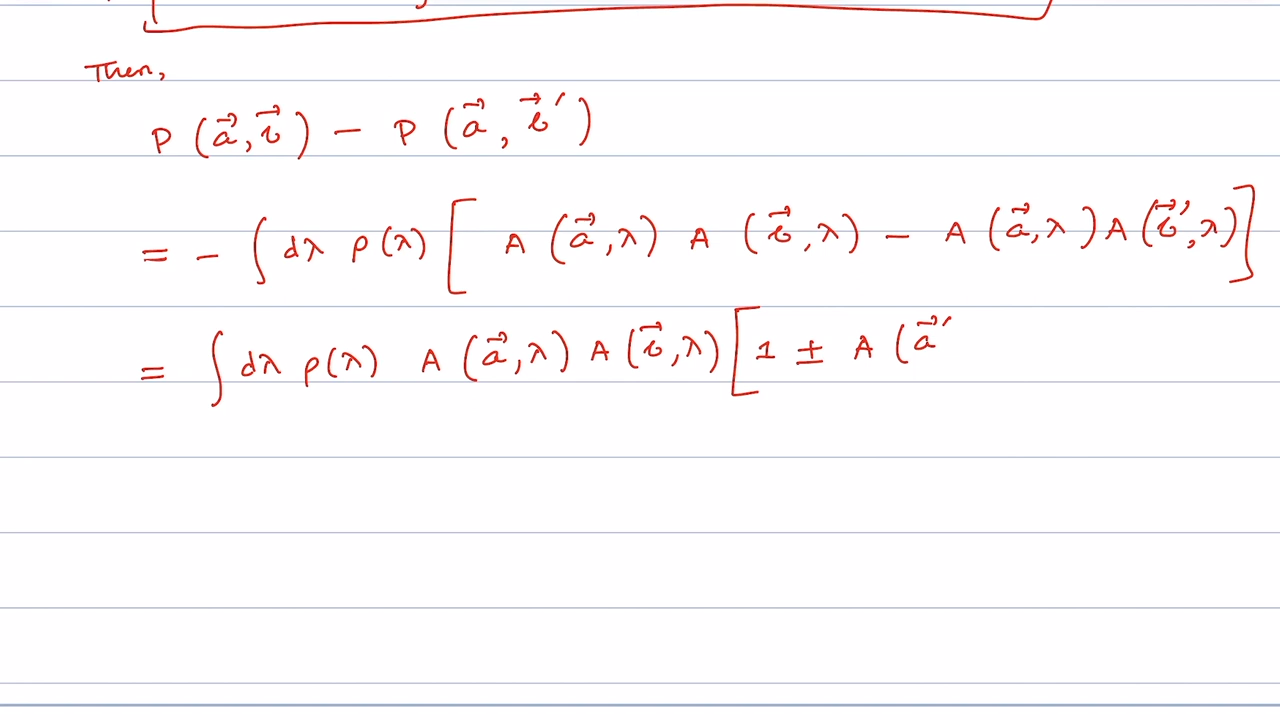 Then,
P (a⃗, b⃗) − P (a⃗, b⃗′)
= − ∫ dλ ρ(λ) [ A (a⃗, λ) A (b⃗, λ) − A (a⃗, λ) A (b⃗′, λ) ]
= ∫ dλ ρ(λ) A (a⃗, λ) A (b⃗, λ) [ 1 ± A (a⃗′